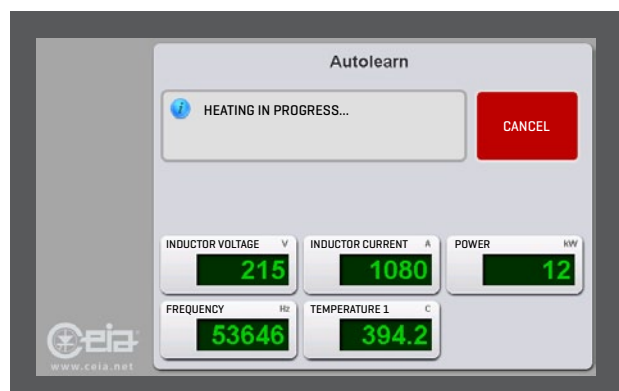 Autolearn
HEATING IN PROGRESS...
CANCEL
INDUCTOR VOLTAGE V
215
INDUCTOR CURRENT A
1080
POWER kW
12
FREQUENCY Hz
53646
TEMPERATURE 1 C
394.2
Ceia
www.ceia.net